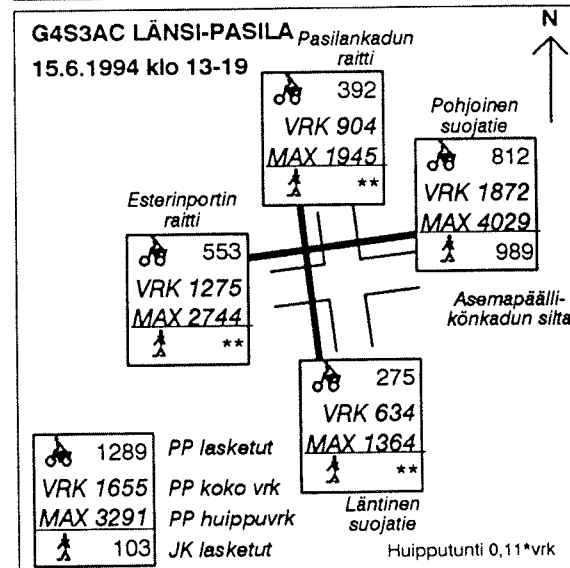 G4S3AC LÄNSI-PASILA
15.6.1994 klo 13-19
N
Pasilankadun
raitti
392
VRK 904
MAX 1945
**
Pohjoinen
suojatie
812
VRK 1872
MAX 4029
989
Esterinportin
raitti
553
VRK 1275
MAX 2744
**
Asemapäälli-
könkadun silta
275
VRK 634
MAX 1364
**
Läntinen
suojatie
1289 PP lasketut
VRK 1655 PP koko vrk
MAX 3291 PP huippuvrk
103 JK lasketut
Huipputunti 0,11*vrk